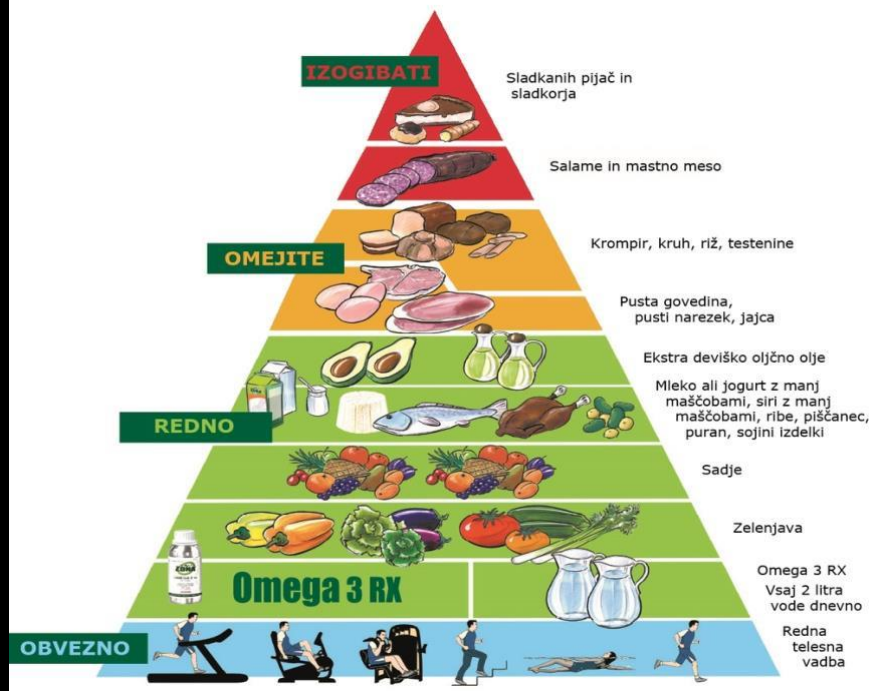 IZOGIBATI
Sladkanih pijač in
sladkorja
Salame in mastno meso
Krompir, kruh, riž, testenine
OMEJITE
Pusta govedina,
pusti narezek, jajca
Ekstra deviško oljčno olje
Mleko ali jogurt z manj
maščobami, siri z manj
maščobami, ribe, piščanec,
puran, sojini izdelki
REDNO
Sadje
Zelenjava
Omega 3 RX
Omega 3 RX
Vsaj 2 litra
vode dnevno
OBVEZNO
Redna
telesna
vadba